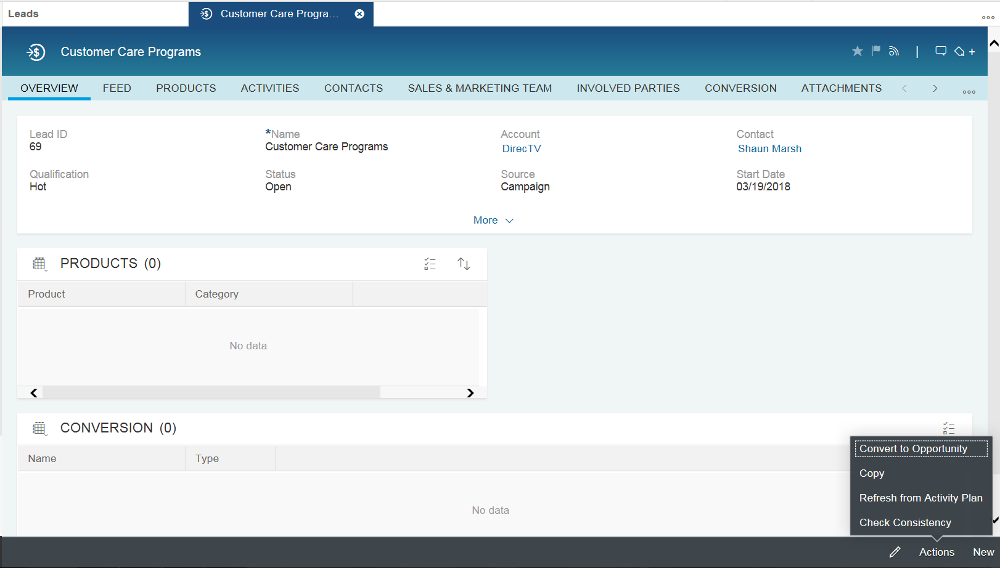 Leads
Customer Care Progra...
Customer Care Programs
OVERVIEW FEED PRODUCTS ACTIVITIES CONTACTS SALES & MARKETING TEAM INVOLVED PARTIES CONVERSION ATTACHMENTS
Lead ID *Name Account Contact
69 Customer Care Programs DirecTV Shaun Marsh
Qualification Status Source Start Date
Hot Open Campaign 03/19/2018
More
PRODUCTS (0)
Product Category
No data
CONVERSION (0)
Name Type
No data
Convert to Opportunity
Copy
Refresh from Activity Plan
Check Consistency
Actions New